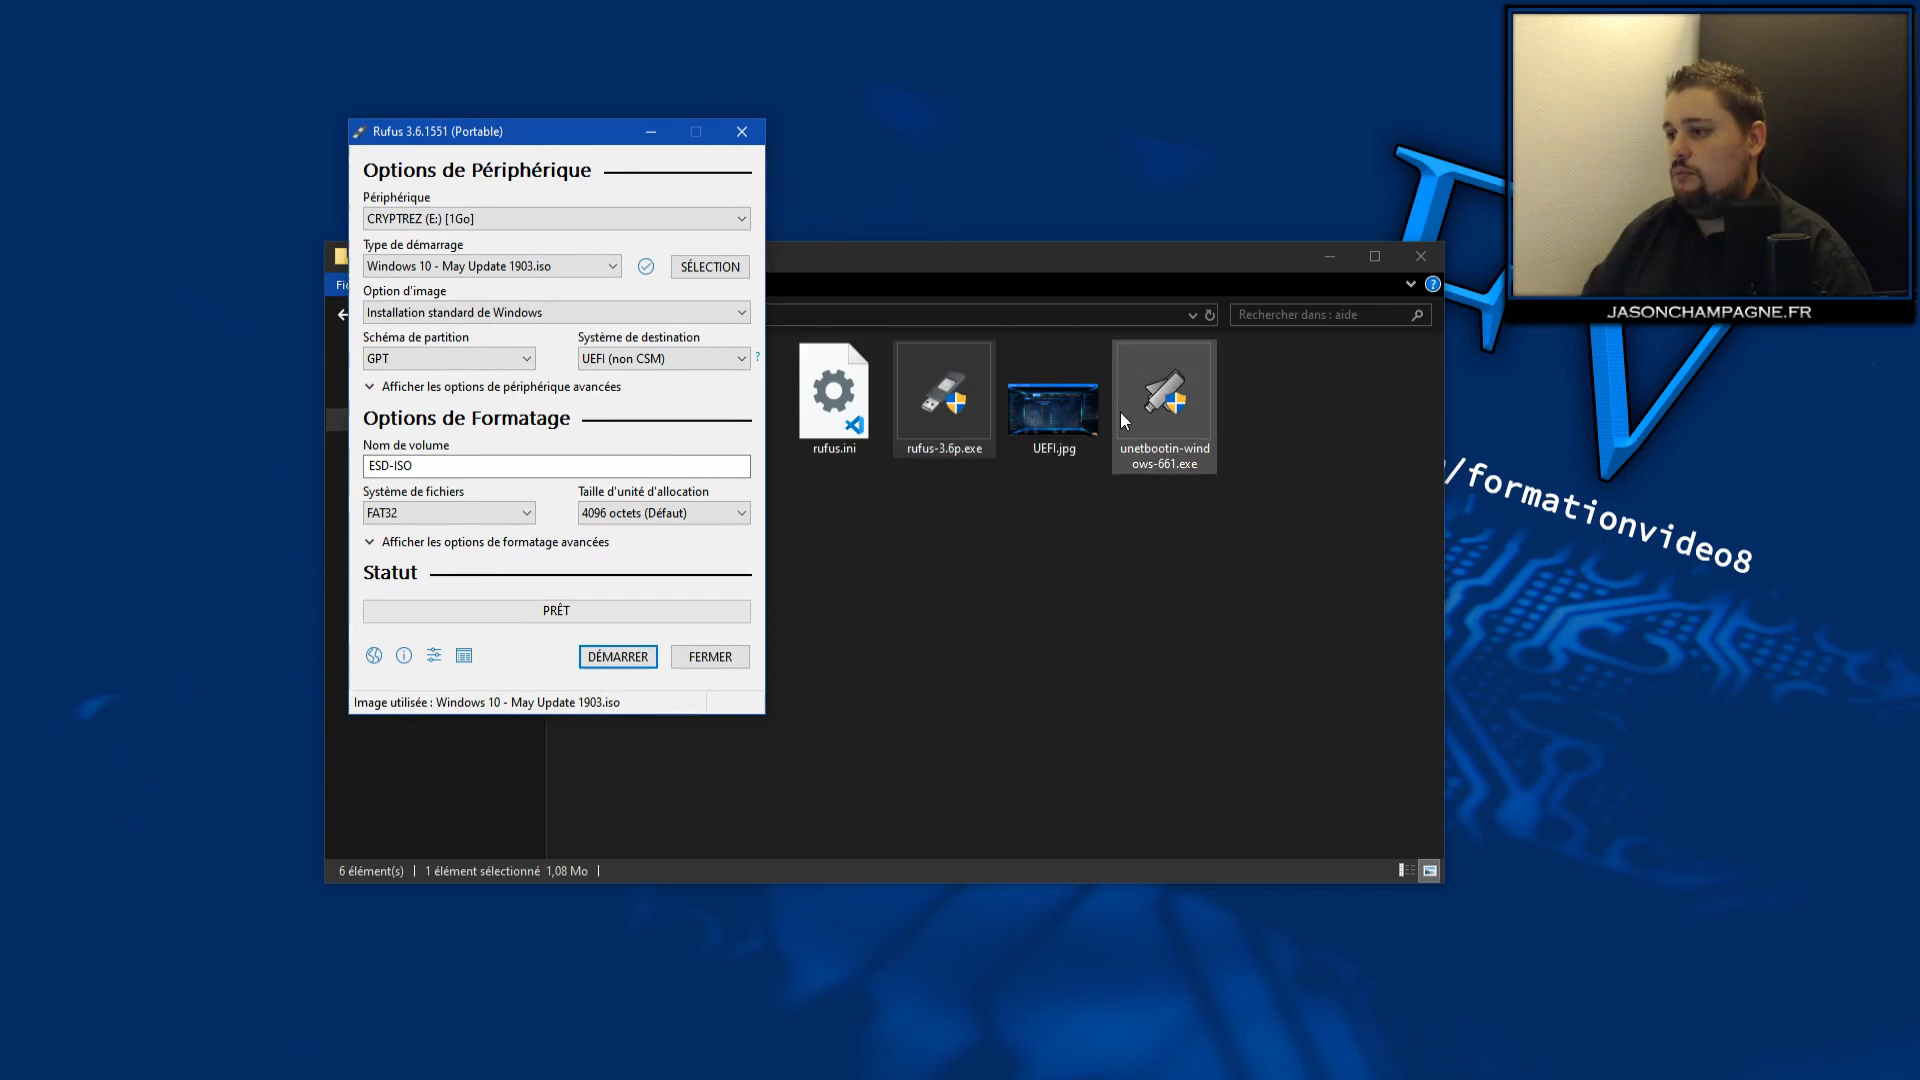 Rufus 3.6.1551 (Portable)
Options de Périphérique
Périphérique
CRYPTREZ (E:) [1Go]
Type de démarrage
Windows 10 - May Update 1903.iso
SÉLECTION
Option d'image
Installation standard de Windows
Schéma de partition
Système de destination
GPT
UEFI (non CSM)
?
Afficher les options de périphérique avancées
Options de Formatage
Nom de volume
ESD-ISO
Système de fichiers
Taille d'unité d'allocation
FAT32
4096 octets (Défaut)
Afficher les options de formatage avancées
Statut
PRÊT
DÉMARRER
FERMER
Image utilisée : Windows 10 - May Update 1903.iso
?
Rechercher dans : aide
rufus.ini
rufus-3.6p.exe
UEFI.jpg
unetbootin-wind
ows-661.exe
6 élément(s)
1 élément sélectionné 1,08 Mo
JASONCHAMPAGNE.FR
/formationvideo8